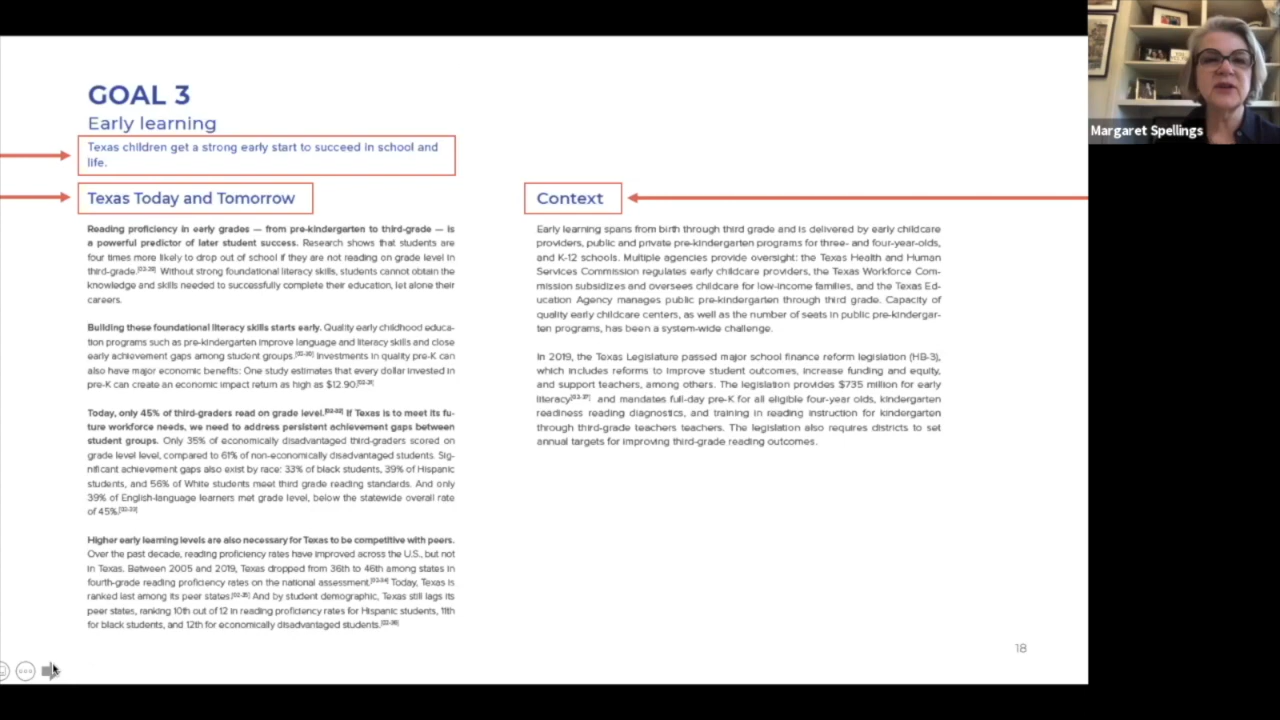 GOAL 3
Early learning
Texas children get a strong early start to succeed in school and
life.
Texas Today and Tomorrow
Reading proficiency in early grades — from pre-kindergarten to third-grade — is
a powerful predictor of later student success. Research shows that students are
four times more likely to drop out of school if they are not reading on grade level in
third-grade. Without strong foundational literacy skills, students cannot obtain the
knowledge and skills needed to successfully complete their education, let alone their
careers.
Building these foundational literacy skills starts early. Quality early childhood educa-
tion programs such as pre-kindergarten improve language and literacy skills and close
early achievement gaps among student groups. Investments in quality pre-K can
also have major economic benefits: One study estimates that every dollar invested in
pre-K can create an economic impact return as high as $12.90.
Today, only 45% of third-graders read on grade level. If Texas is to meet its fu-
ture workforce needs, we need to address persistent achievement gaps between
student groups. Only 35% of economically disadvantaged third-graders scored on
grade level level, compared to 61% of non-economically disadvantaged students. Sig-
nificant achievement gaps also exist by race: 33% of black students, 39% of Hispanic
students, and 56% of White students meet third grade reading standards. And only
39% of English-language learners met grade level, below the statewide overall rate
of 45%.
Higher early learning levels are also necessary for Texas to be competitive with peers.
Over the past decade, reading proficiency rates have improved across the U.S., but not
in Texas. Between 2005 and 2019, Texas dropped from 36th to 46th among states in
fourth-grade reading proficiency rates on the national assessment. Today, Texas is
ranked last among its peer states. And by student demographic, Texas still lags its
peer states, ranking 10th out of 12 in reading proficiency rates for Hispanic students, 11th
for black students, and 12th for economically disadvantaged students.
Context
Early learning spans from birth through third grade and is delivered by early childcare
providers, public and private pre-kindergarten programs for three- and four-year-olds,
and K-12 schools. Multiple agencies provide oversight: the Texas Health and Human
Services Commission regulates early childcare providers, the Texas Workforce Com-
mission subsidizes and oversees childcare for low-income families, and the Texas Ed-
ucation Agency manages public pre-kindergarten through third grade. Capacity of
quality early childcare centers, as well as the number of seats in public pre-kindergar-
ten programs, has been a system-wide challenge.
In 2019, the Texas Legislature passed major school finance reform legislation (HB-3),
which includes reforms to improve student outcomes, increase funding and equity,
and support teachers, among others. The legislation provides $735 million for early
literacy and mandates full-day pre-K for all eligible four-year olds, kindergarten
readiness reading diagnostics, and training in reading instruction for kindergarten
through third-grade teachers teachers. The legislation also requires districts to set
annual targets for improving third-grade reading outcomes.
18
Margaret Spellings